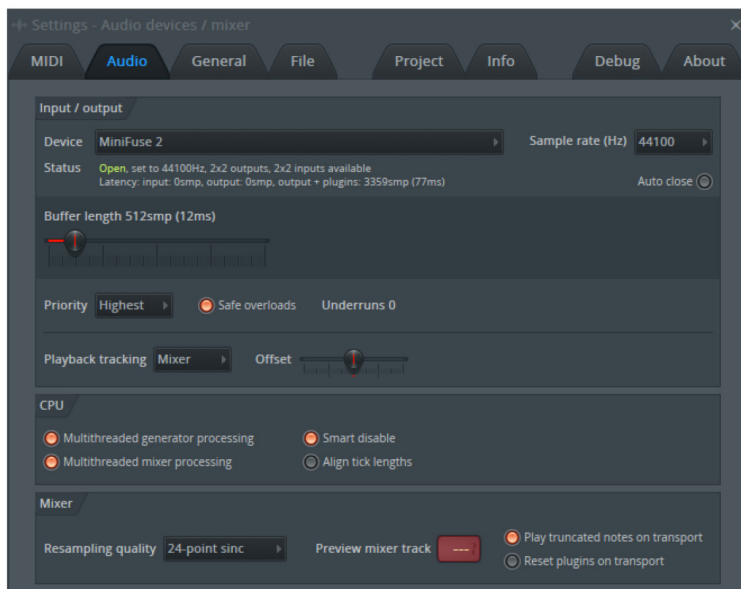 Settings - Audio devices / mixer
MIDI Audio General File Project Info Debug About
Input / output
Device MiniFuse 2 Sample rate (Hz) 44100
Status Open, set to 44100Hz, 2x2 outputs, 2x2 inputs available
Latency: input: 0smp, output: 0smp, output + plugins: 3359smp (77ms)
Auto close
Buffer length 512smp (12ms)
Priority Highest Safe overloads Underruns 0
Playback tracking Mixer Offset
CPU
Multithreaded generator processing Smart disable
Multithreaded mixer processing Align tick lengths
Mixer
Play truncated notes on transport
Resampling quality 24-point sinc Preview mixer track ---
Reset plugins on transport